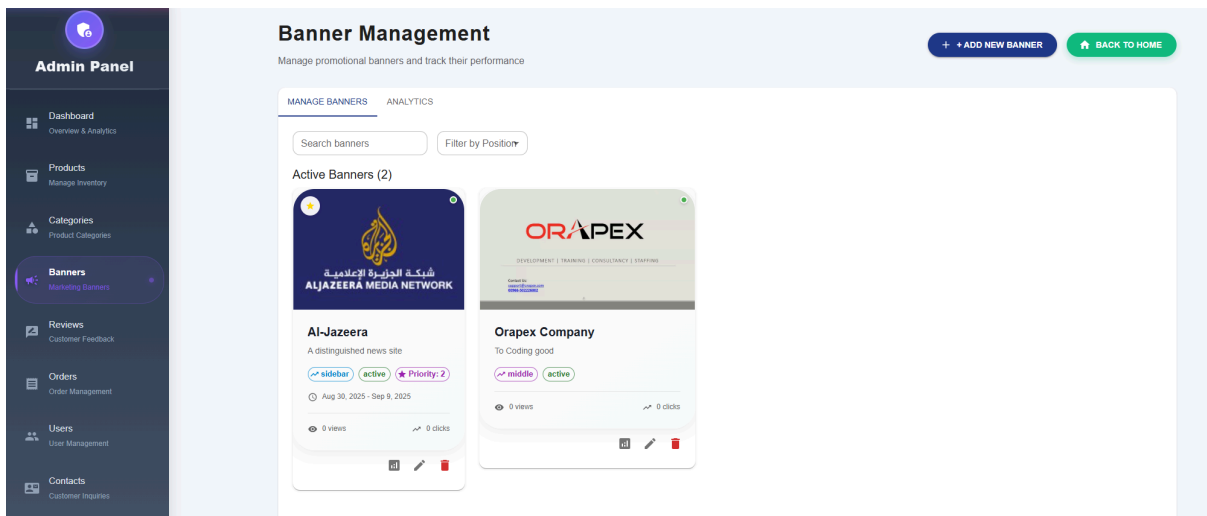 Admin Panel
Dashboard
Overview & Analytics
Products
Manage Inventory
Categories
Product Categories
Banners
Marketing Banners
Reviews
Customer Feedback
Orders
Order Management
Users
User Management
Contacts
Customer Inquiries
Banner Management
Manage promotional banners and track their performance
+ + ADD NEW BANNER
BACK TO HOME
MANAGE BANNERS ANALYTICS
Search banners
Filter by Position
Active Banners (2)
شبكة الجزيرة الإعلامية
ALJAZEERA MEDIA NETWORK
Al-Jazeera
A distinguished news site
sidebar active Priority: 2
Aug 30, 2025 - Sep 9, 2025
0 views 0 clicks
ORAPEX
DEVELOPMENT | TRAINING | CONSULTANCY | STAFFING
Contact Us:
Orapex Company
To Coding good
middle active
0 views 0 clicks